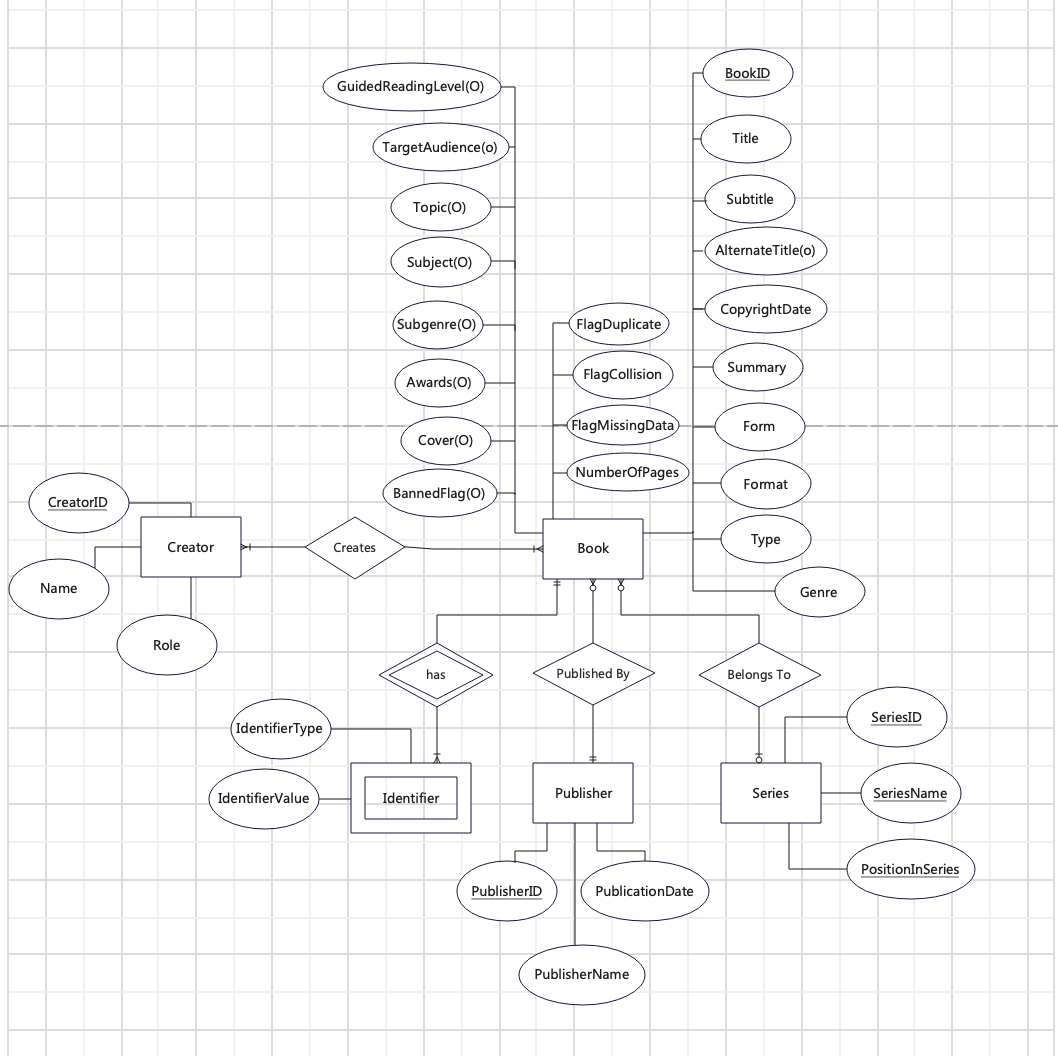 GuidedReadingLevel(O)
TargetAudience(o)
Topic(O)
Subject(O)
Subgenre(O)
Awards(O)
Cover(O)
BannedFlag(O)
FlagDuplicate
FlagCollision
FlagMissingData
NumberOfPages
BookID
Title
Subtitle
AlternateTitle(o)
CopyrightDate
Summary
Form
Format
Type
Genre
CreatorID
Creator
Name
Role
Creates
Book
has
Published By
Belongs To
IdentifierType
IdentifierValue
Identifier
Publisher
PublisherID
PublicationDate
PublisherName
Series
SeriesID
SeriesName
PositionInSeries